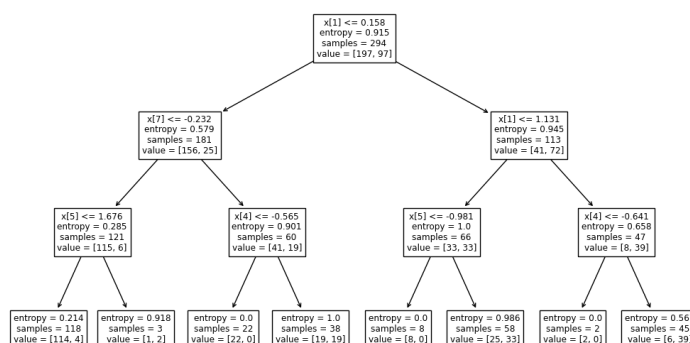 x[1] <= 0.158
entropy = 0.915
samples = 294
value = [197, 97]
x[7] <= -0.232
entropy = 0.579
samples = 181
value = [156, 25]
x[1] <= 1.131
entropy = 0.945
samples = 113
value = [41, 72]
x[5] <= 1.676
entropy = 0.285
samples = 121
value = [115, 6]
x[4] <= -0.565
entropy = 0.901
samples = 60
value = [41, 19]
x[5] <= -0.981
entropy = 1.0
samples = 66
value = [33, 33]
x[4] <= -0.641
entropy = 0.658
samples = 47
value = [8, 39]
entropy = 0.214
samples = 118
value = [114, 4]
entropy = 0.918
samples = 3
value = [1, 2]
entropy = 0.0
samples = 22
value = [22, 0]
entropy = 1.0
samples = 38
value = [19, 19]
entropy = 0.0
samples = 8
value = [8, 0]
entropy = 0.986
samples = 58
value = [25, 33]
entropy = 0.0
samples = 2
value = [2, 0]
entropy = 0.56
samples = 45
value = [6, 39]